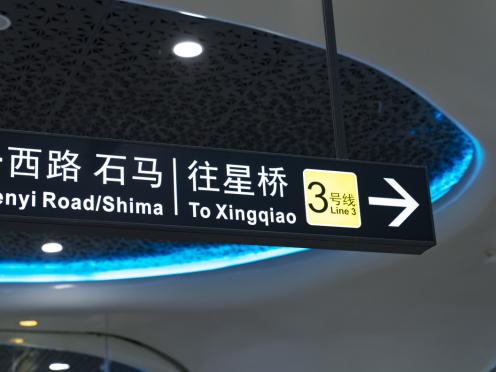 西路 石马
enyi Road/Shima
往星桥
To Xingqiao
3号线
Line 3